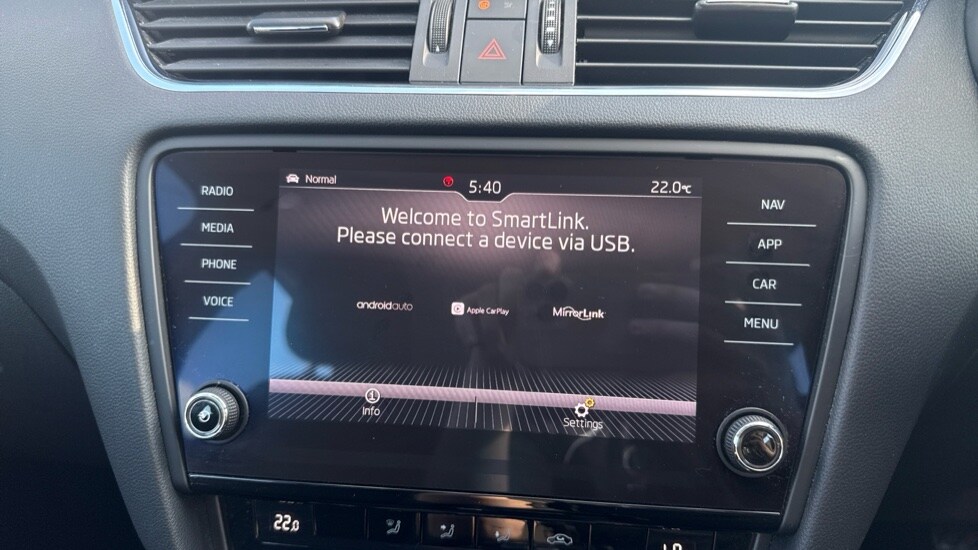 Normal
5:40
22.0°C
Welcome to SmartLink.
Please connect a device via USB.
androidauto
Apple CarPlay
MirrorLink
Info
Settings
RADIO
MEDIA
PHONE
VOICE
NAV
APP
CAR
MENU
22.0